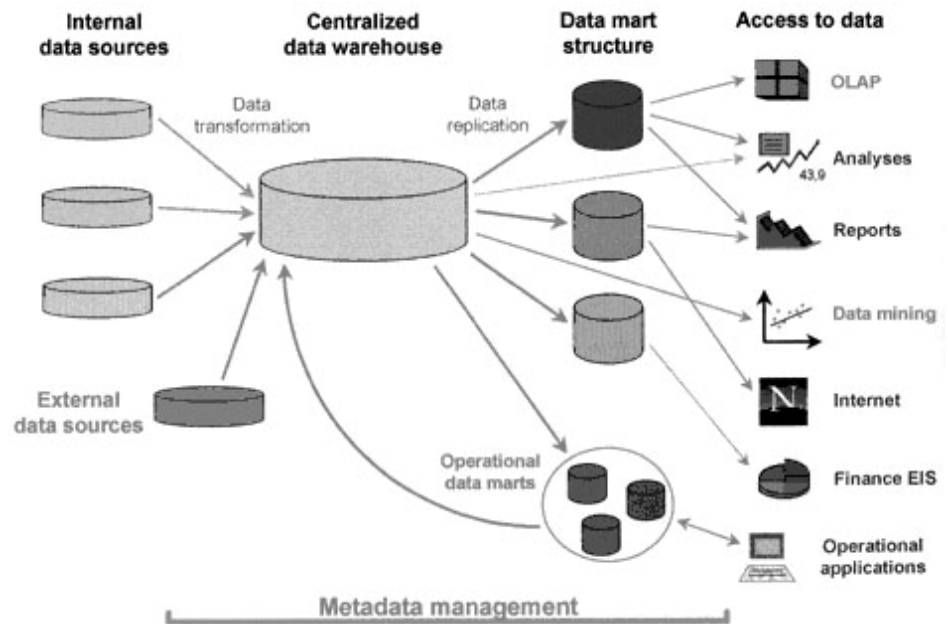 Internal
data sources
Centralized
data warehouse
Data mart
structure
Access to data
Data
transformation
Data
replication
OLAP
43,9
Analyses
Reports
Data mining
N
Internet
External
data sources
Operational
data marts
Finance EIS
Operational
applications
Metadata management